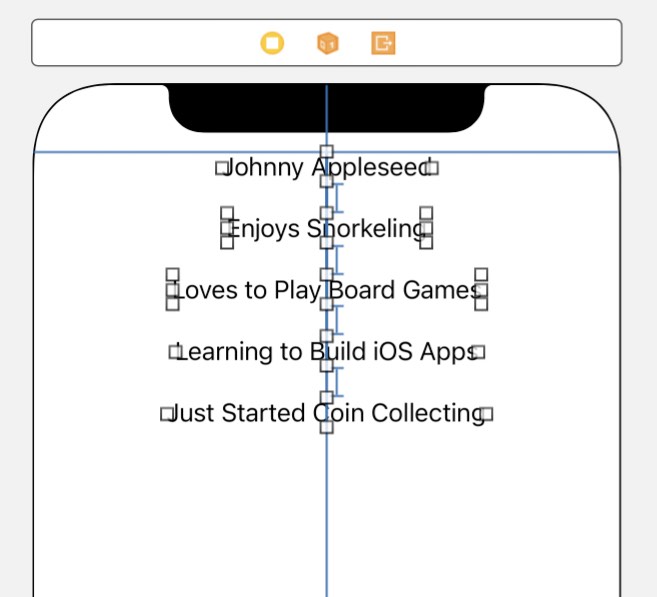 Johnny Appleseed
Enjoys Snorkeling
Loves to Play Board Games
Learning to Build iOS Apps
Just Started Coin Collecting